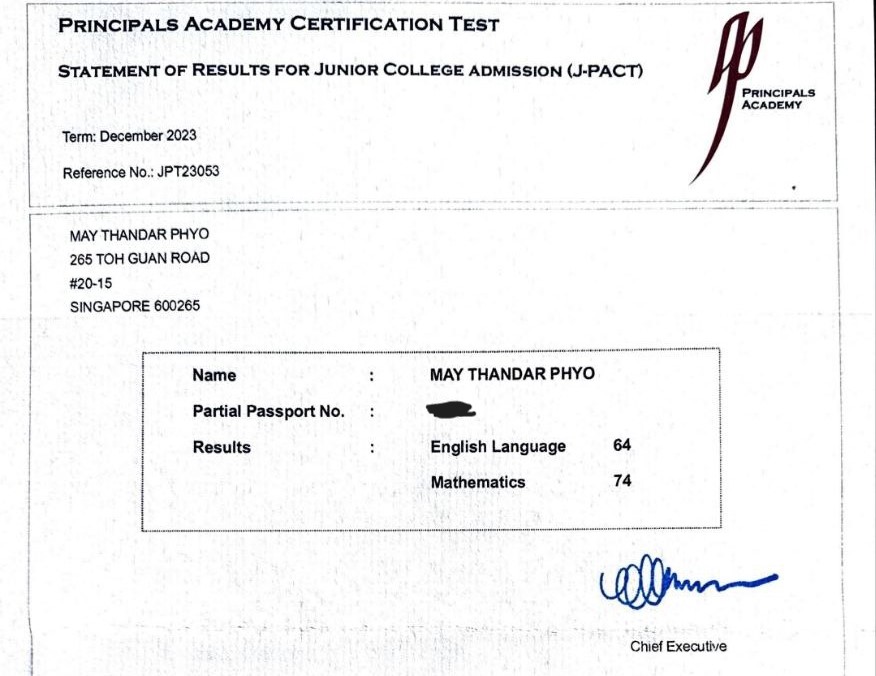 PRINCIPALS ACADEMY CERTIFICATION TEST
STATEMENT OF RESULTS FOR JUNIOR COLLEGE ADMISSION (J-PACT)
PRINCIPALS
ACADEMY
Term: December 2023
Reference No.: JPT23053
MAY THANDAR PHYO
265 TOH GUAN ROAD
#20-15
SINGAPORE 600265
Name : MAY THANDAR PHYO
Partial Passport No. :
Results : English Language 64
Mathematics 74
Chief Executive